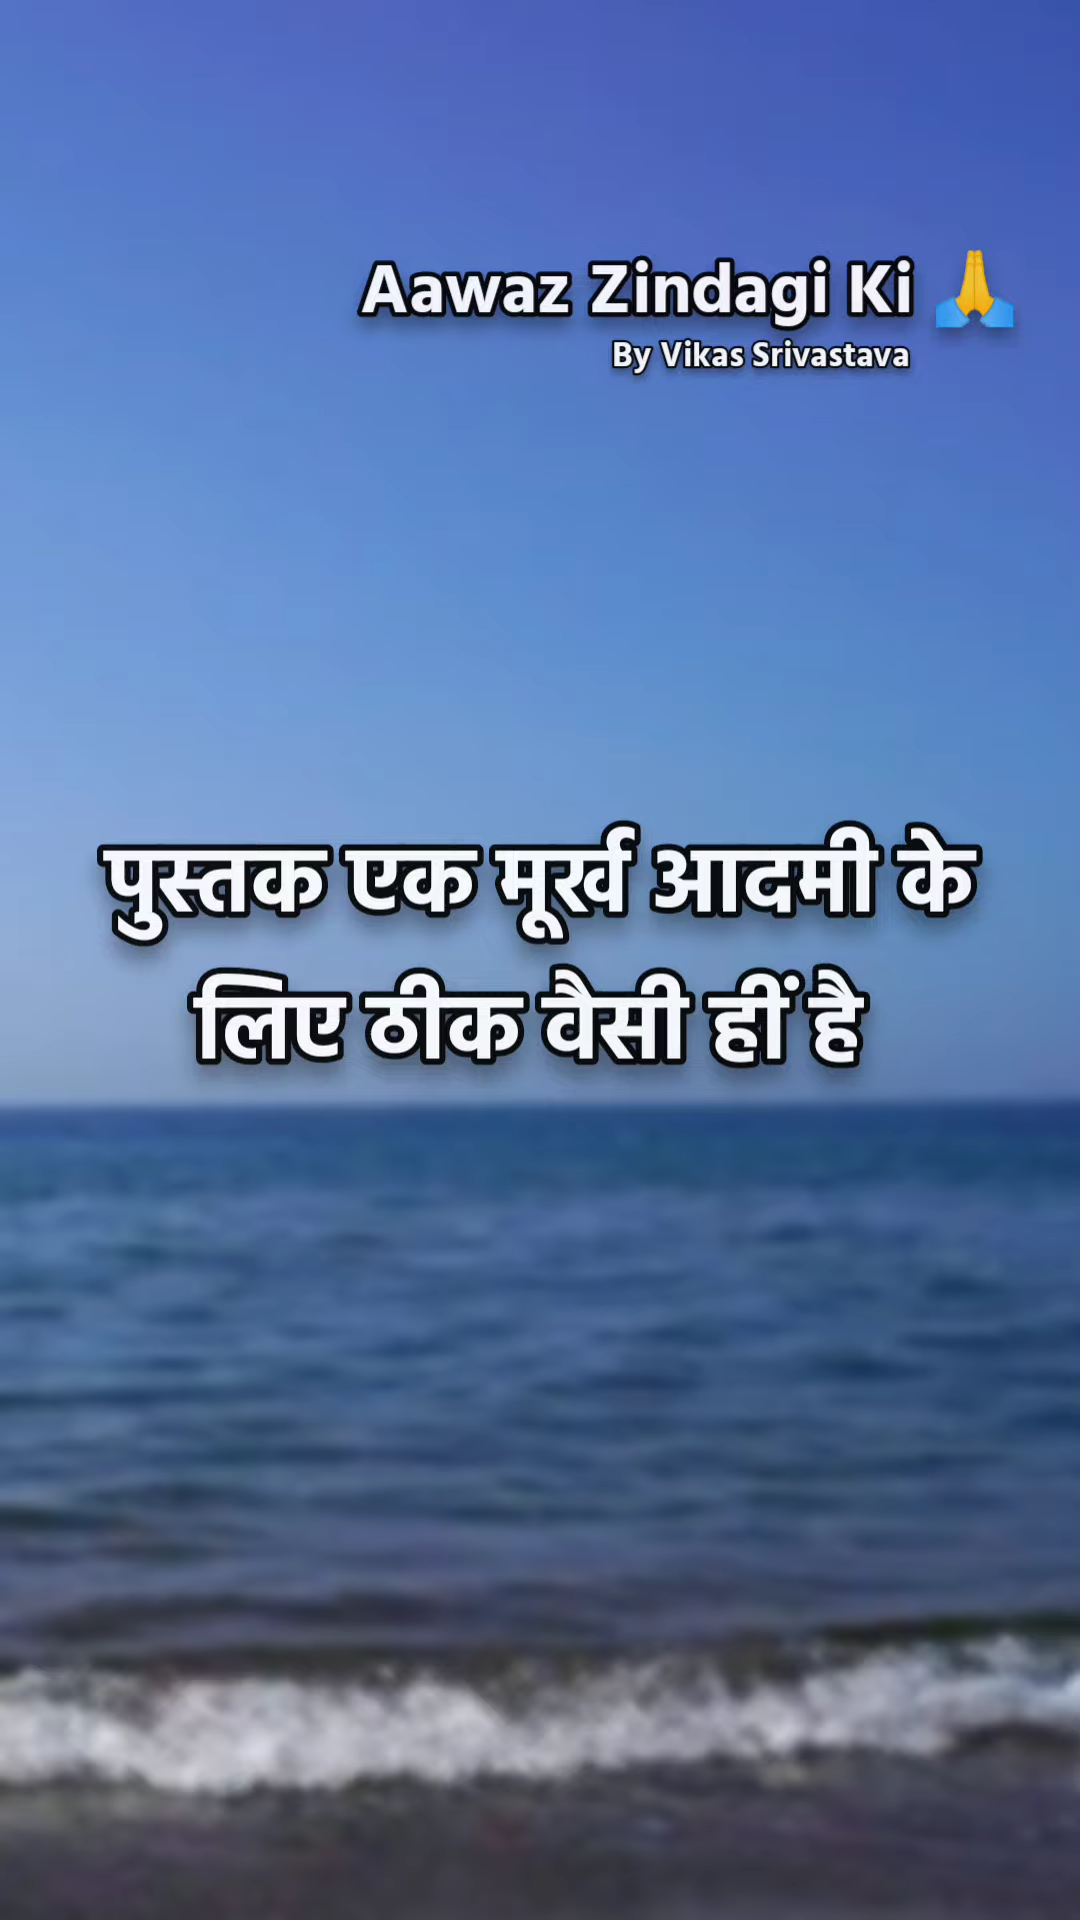 Aawaz Zindagi Ki 🙏
By Vikas Srivastava
पुस्तक एक मूर्ख आदमी के
लिए ठीक वैसी हीं है